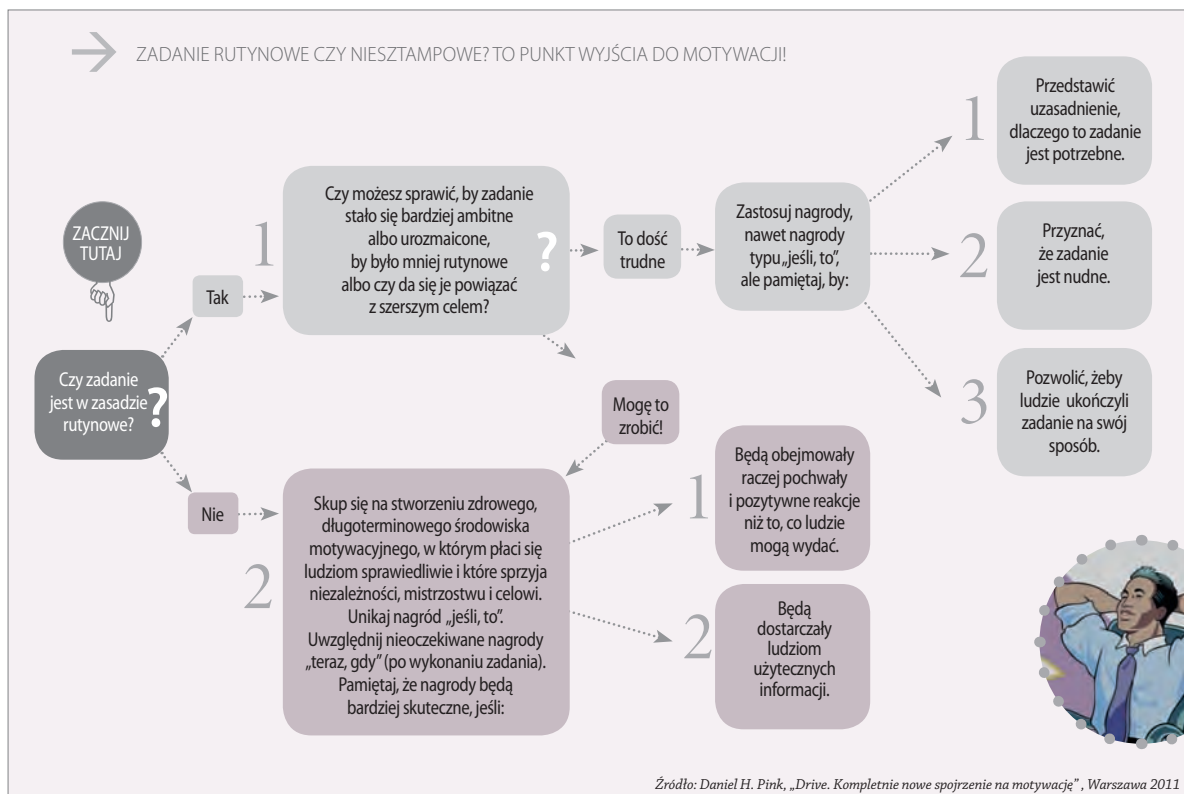 ZADANIE RUTYNOWE CZY NIESZTAMPOWE? TO PUNKT WYJŚCIA DO MOTYWACJI!
ZACZNIJ
TUTAJ
Czy zadanie
jest w zasadzie
rutynowe?
?
Tak
1
Czy możesz sprawić, by zadanie
stało się bardziej ambitne
albo urozmaicone,
by było mniej rutynowe
albo czy da się je powiązać
z szerszym celem?
?
To dość
trudne
Zastosuj nagrody,
nawet nagrody
typu „jeśli, to”,
ale pamiętaj, by:
1
Przedstawić
uzasadnienie,
dlaczego to zadanie
jest potrzebne.
2
Przyznać,
że zadanie
jest nudne.
3
Pozwolić, żeby
ludzie ukończyli
zadanie na swój
sposób.
Mogę to
zrobić!
Nie
2
Skup się na stworzeniu zdrowego,
długoterminowego środowiska
motywacyjnego, w którym płaci się
ludziom sprawiedliwie i które sprzyja
niezależności, mistrzostwu i celowi.
Unikaj nagród „jeśli, to”.
Uwzględnij nieoczekiwane nagrody
„teraz, gdy” (po wykonaniu zadania).
Pamiętaj, że nagrody będą
bardziej skuteczne, jeśli:
1
Będą obejmowały
raczej pochwały
i pozytywne reakcje
niż to, co ludzie
mogą wydać.
2
Będą
dostarczały
ludziom
użytecznych
informacji.
Źródło: Daniel H. Pink, „Drive. Kompletnie nowe spojrzenie na motywację” , Warszawa 2011